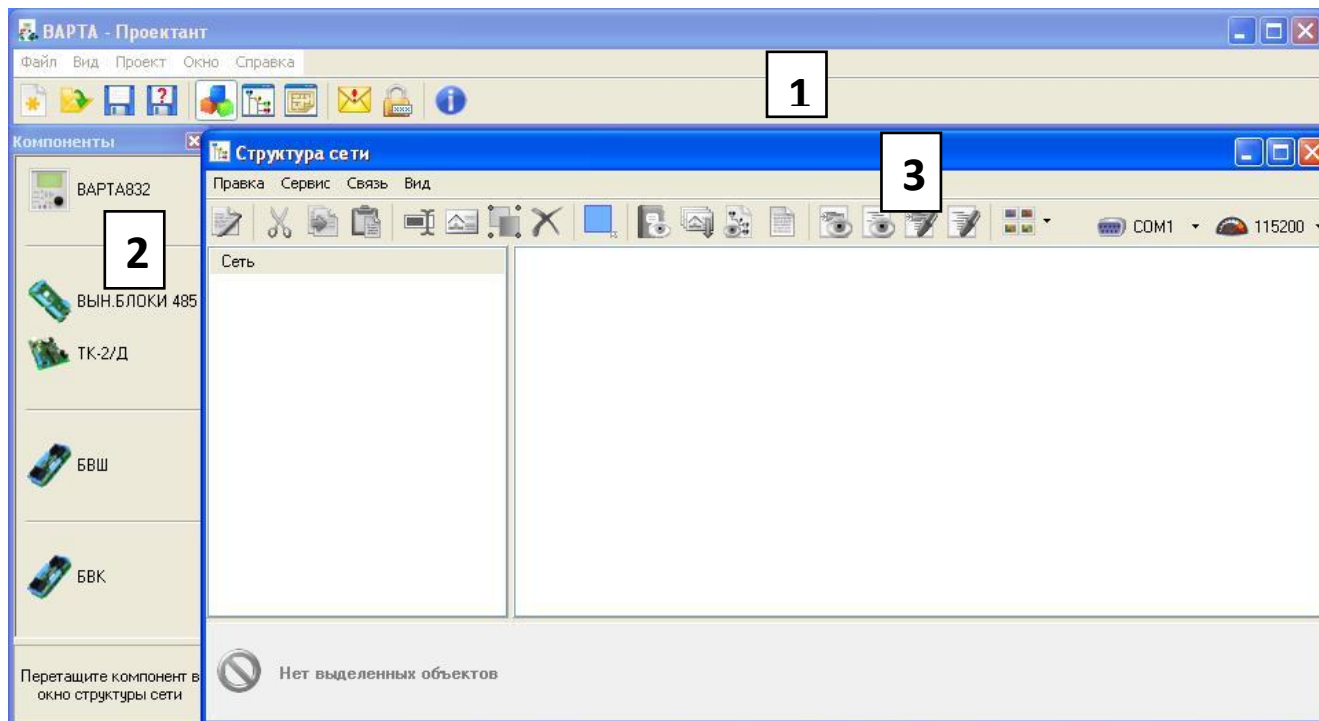 ВАРТА - Проектант
Файл Вид Проект Окно Справка
1
Компоненты
ВАРТА832
2
ВЫН.БЛОКИ 485
ТК-2/Д
БВШ
БВК
Перетащите компонент в
окно структуры сети
Структура сети
3
Правка Сервис Связь Вид
COM1 115200
Сеть
Нет выделенных объектов